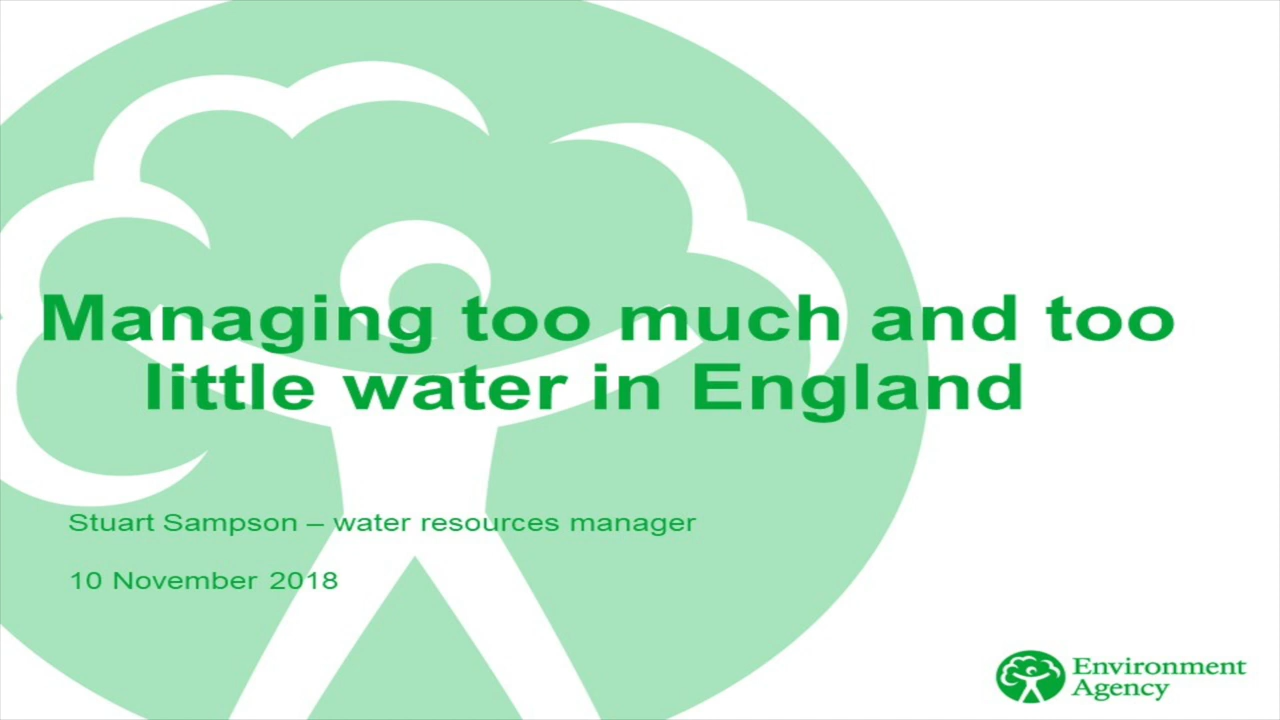 Managing too much and too
little water in England
Stuart Sampson – water resources manager
10 November 2018
Environment
Agency